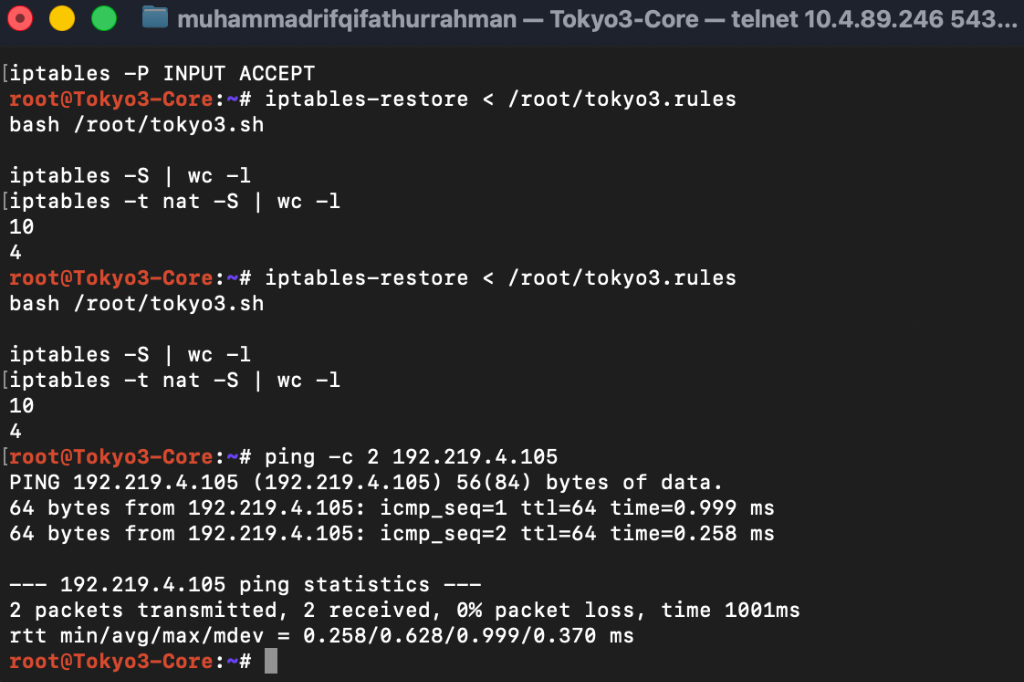 muhammadrifqifathurrahman — Tokyo3-Core — telnet 10.4.89.246 543...
[iptables -P INPUT ACCEPT
root@Tokyo3-Core:~# iptables-restore < /root/tokyo3.rules
bash /root/tokyo3.sh
iptables -S | wc -l
[iptables -t nat -S | wc -l
10
4
root@Tokyo3-Core:~# iptables-restore < /root/tokyo3.rules
bash /root/tokyo3.sh
iptables -S | wc -l
[iptables -t nat -S | wc -l
10
4
[root@Tokyo3-Core:~# ping -c 2 192.219.4.105
PING 192.219.4.105 (192.219.4.105) 56(84) bytes of data.
64 bytes from 192.219.4.105: icmp_seq=1 ttl=64 time=0.999 ms
64 bytes from 192.219.4.105: icmp_seq=2 ttl=64 time=0.258 ms
--- 192.219.4.105 ping statistics ---
2 packets transmitted, 2 received, 0% packet loss, time 1001ms
rtt min/avg/max/mdev = 0.258/0.628/0.999/0.370 ms
root@Tokyo3-Core:~#